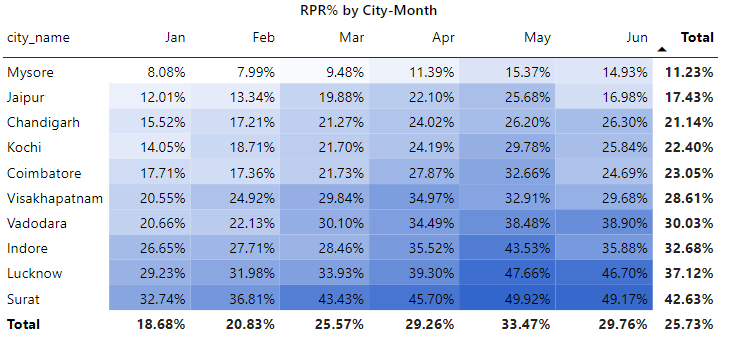 RPR% by City-Month
city_name Jan Feb Mar Apr May Jun Total
Mysore 8.08% 7.99% 9.48% 11.39% 15.37% 14.93% 11.23%
Jaipur 12.01% 13.34% 19.88% 22.10% 25.68% 16.98% 17.43%
Chandigarh 15.52% 17.21% 21.27% 24.02% 26.20% 26.30% 21.14%
Kochi 14.05% 18.71% 21.70% 24.19% 29.78% 25.84% 22.40%
Coimbatore 17.71% 17.36% 21.73% 27.87% 32.66% 24.69% 23.05%
Visakhapatnam 20.55% 24.92% 29.84% 34.97% 32.91% 29.68% 28.61%
Vadodara 20.66% 22.13% 30.10% 34.49% 38.48% 38.90% 30.03%
Indore 26.65% 27.71% 28.46% 35.52% 43.53% 35.88% 32.68%
Lucknow 29.23% 31.98% 33.93% 39.30% 47.66% 46.70% 37.12%
Surat 32.74% 36.81% 43.43% 45.70% 49.92% 49.17% 42.63%
Total 18.68% 20.83% 25.57% 29.26% 33.47% 29.76% 25.73%